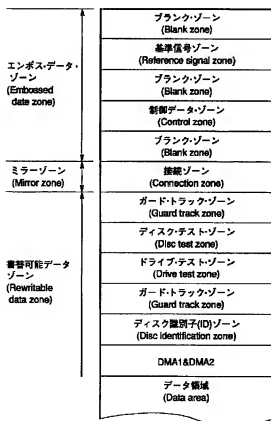 エンボス・データ・
ゾーン
(Embossed
date zone)
ミラーゾーン
(Mirror zone)
書替可能データ
ゾーン
(Rewritable
data zone)
ブランク・ゾーン
(Blank zone)
基準信号ゾーン
(Reference signal zone)
ブランク・ゾーン
(Blank zone)
制御データ・ゾーン
(Control zone)
ブランク・ゾーン
(Blank zone)
接続ゾーン
(Connection zone)
ガード・トラック・ゾーン
(Guard track zone)
ディスク・テスト・ゾーン
(Disc test zone)
ドライブ・テスト・ゾーン
(Drive test zone)
ガード・トラック・ゾーン
(Guard track zone)
ディスク識別子(ID)ゾーン
(Disc identification zone)
DMA1&DMA2
データ領域
(Data area)